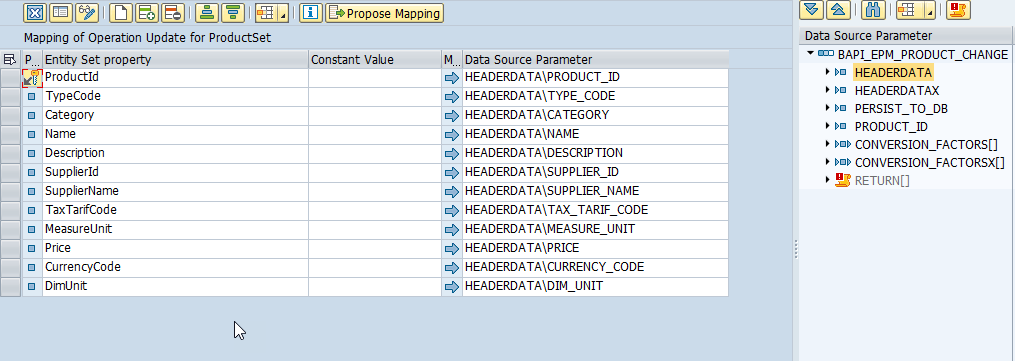 Propose Mapping
Mapping of Operation Update for ProductSet
P... Entity Set property Constant Value M... Data Source Parameter
ProductId HEADERDATA\PRODUCT_ID
TypeCode HEADERDATA\TYPE_CODE
Category HEADERDATA\CATEGORY
Name HEADERDATA\NAME
Description HEADERDATA\DESCRIPTION
SupplierId HEADERDATA\SUPPLIER_ID
SupplierName HEADERDATA\SUPPLIER_NAME
TaxTarifCode HEADERDATA\TAX_TARIF_CODE
MeasureUnit HEADERDATA\MEASURE_UNIT
Price HEADERDATA\PRICE
CurrencyCode HEADERDATA\CURRENCY_CODE
DimUnit HEADERDATA\DIM_UNIT
Data Source Parameter
BAPI_EPM_PRODUCT_CHANGE
HEADERDATA
HEADERDATAX
PERSIST_TO_DB
PRODUCT_ID
CONVERSION_FACTORS[]
CONVERSION_FACTORSX[]
RETURN[]